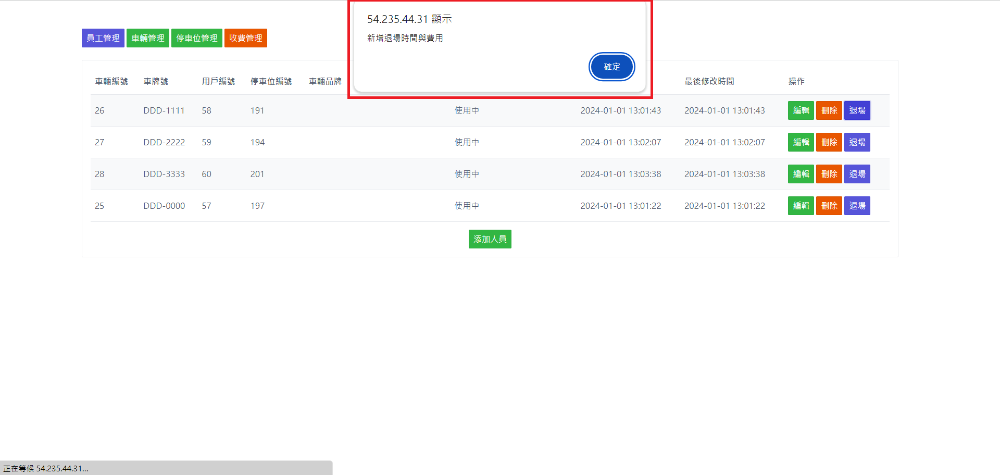 54.235.44.31 顯示
新增退場時間與費用
確定
員工管理 車輛管理 停車位管理 收費管理
車輛編號 車牌號 用戶編號 停車位編號 車輛品牌 最後修改時間 操作
26 DDD-1111 58 191 使用中 2024-01-01 13:01:43 2024-01-01 13:01:43 編輯 刪除 退場
27 DDD-2222 59 194 使用中 2024-01-01 13:02:07 2024-01-01 13:02:07 編輯 刪除 退場
28 DDD-3333 60 201 使用中 2024-01-01 13:03:38 2024-01-01 13:03:38 編輯 刪除 退場
25 DDD-0000 57 197 使用中 2024-01-01 13:01:22 2024-01-01 13:01:22 編輯 刪除 退場
添加人員
正在等候 54.235.44.31...